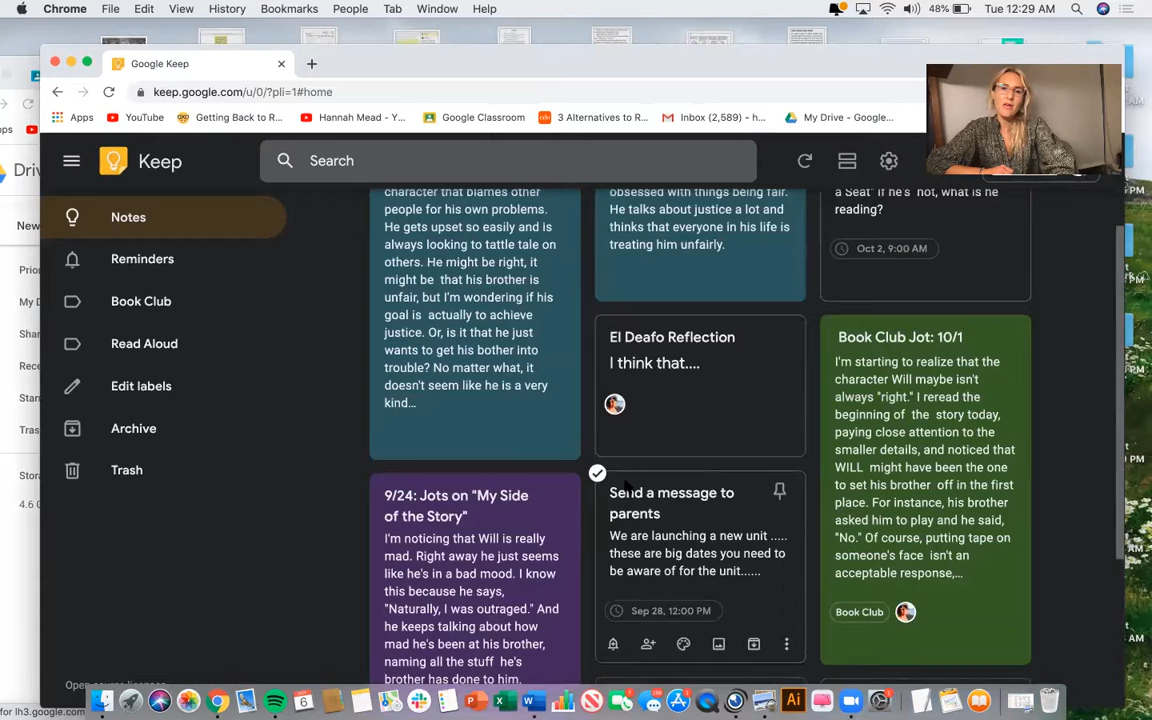 Chrome File Edit View History Bookmarks People Tab Window Help
48% Tue 12:29 AM
Google Keep
keep.google.com/u/0/?pli=1#home
Apps YouTube Getting Back to R... Hannah Mead - Y... Google Classroom 3 Alternatives to R... Inbox (2,589) - h... My Drive - Google...
Keep
Search
Notes
Reminders
Book Club
Read Aloud
Edit labels
Archive
Trash
character that blames other
people for his own problems.
He gets upset so easily and is
always looking to tattle tale on
others. He might be right, it
might be that his brother is
unfair, but I'm wondering if his
goal is actually to achieve
justice. Or, is it that he just
wants to get his bother into
trouble? No matter what, it
doesn't seem like he is a very
kind...
9/24: Jots on "My Side
of the Story"
I'm noticing that Will is really
mad. Right away he just seems
like he's in a bad mood. I know
this because he says,
"Naturally, I was outraged." And
he keeps talking about how
mad he's been at his brother,
naming all the stuff he's
brother has done to him.
obsessed with things being fair.
He talks about justice a lot and
thinks that everyone in his life is
treating him unfairly.
El Deafo Reflection
I think that....
Send a message to
parents
We are launching a new unit .....
these are big dates you need to
be aware of for the unit......
Sep 28, 12:00 PM
a Seat" if he's not, what is he
reading?
Oct 2, 9:00 AM
Book Club Jot: 10/1
I'm starting to realize that the
character Will maybe isn't
always "right." I reread the
beginning of the story today,
paying close attention to the
smaller details, and noticed that
WILL might have been the one
to set his brother off in the first
place. For instance, his brother
asked him to play and he said,
"No." Of course, putting tape on
someone's face isn't an
acceptable response,...
Book Club
Open source licenses
for lh3.google.com
New
My D
Shar
Rece
Tras
Stora
4.6